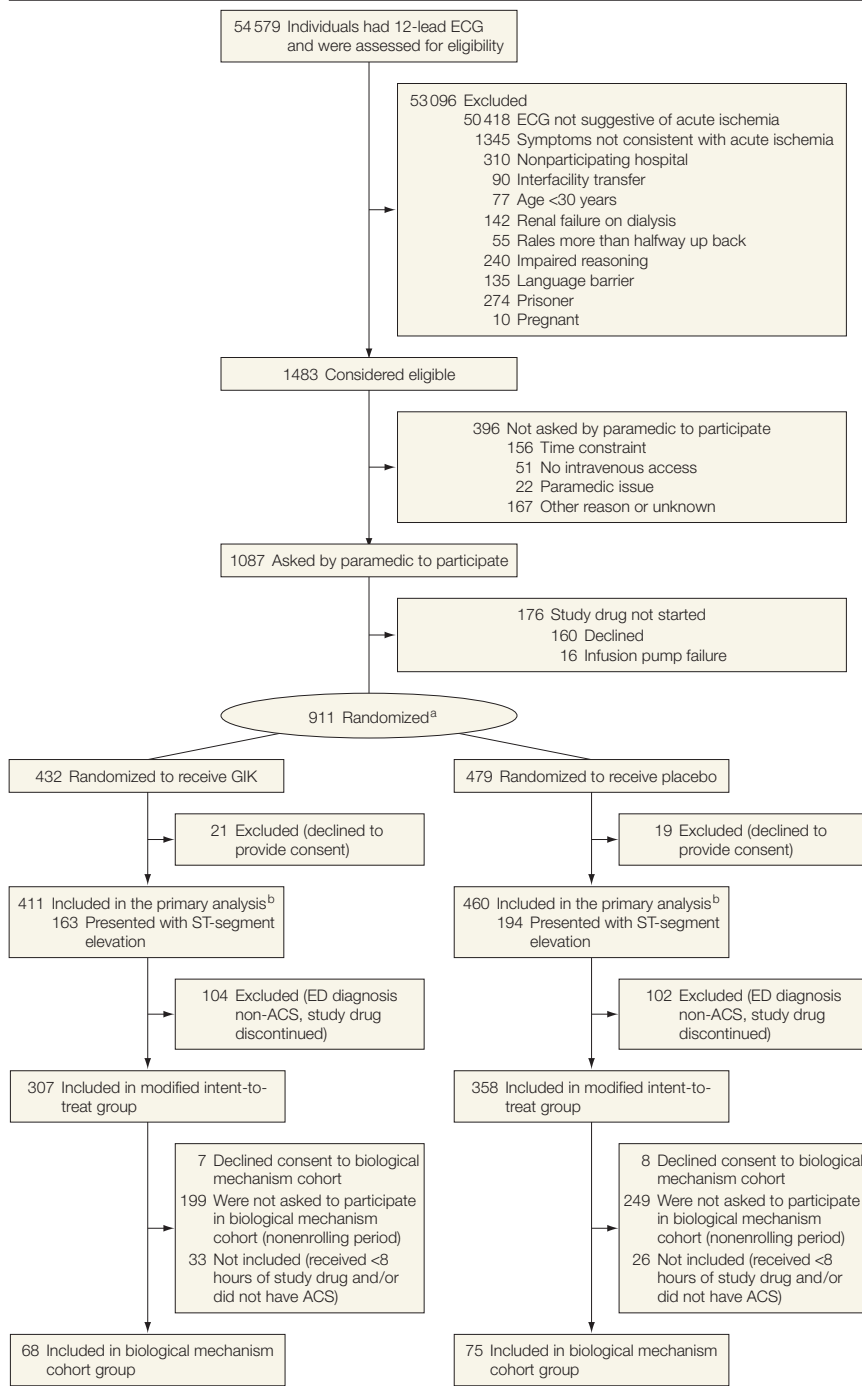 54 579 Individuals had 12-lead ECG
and were assessed for eligibility
53 096 Excluded
50 418 ECG not suggestive of acute ischemia
1345 Symptoms not consistent with acute ischemia
310 Nonparticipating hospital
90 Interfacility transfer
77 Age <30 years
142 Renal failure on dialysis
55 Rales more than halfway up back
240 Impaired reasoning
135 Language barrier
274 Prisoner
10 Pregnant
1483 Considered eligible
396 Not asked by paramedic to participate
156 Time constraint
51 No intravenous access
22 Paramedic issue
167 Other reason or unknown
1087 Asked by paramedic to participate
176 Study drug not started
160 Declined
16 Infusion pump failure
911 Randomizedᵃ
432 Randomized to receive GIK
479 Randomized to receive placebo
21 Excluded (declined to
provide consent)
19 Excluded (declined to
provide consent)
411 Included in the primary analysisᵇ
163 Presented with ST-segment
elevation
460 Included in the primary analysisᵇ
194 Presented with ST-segment
elevation
104 Excluded (ED diagnosis
non-ACS, study drug
discontinued)
102 Excluded (ED diagnosis
non-ACS, study drug
discontinued)
307 Included in modified intent-to-
treat group
358 Included in modified intent-to-
treat group
7 Declined consent to biological
mechanism cohort
199 Were not asked to participate
in biological mechanism
cohort (nonenrolling period)
33 Not included (received <8
hours of study drug and/or
did not have ACS)
8 Declined consent to biological
mechanism cohort
249 Were not asked to participate
in biological mechanism
cohort (nonenrolling period)
26 Not included (received <8
hours of study drug and/or
did not have ACS)
68 Included in biological mechanism
cohort group
75 Included in biological mechanism
cohort group